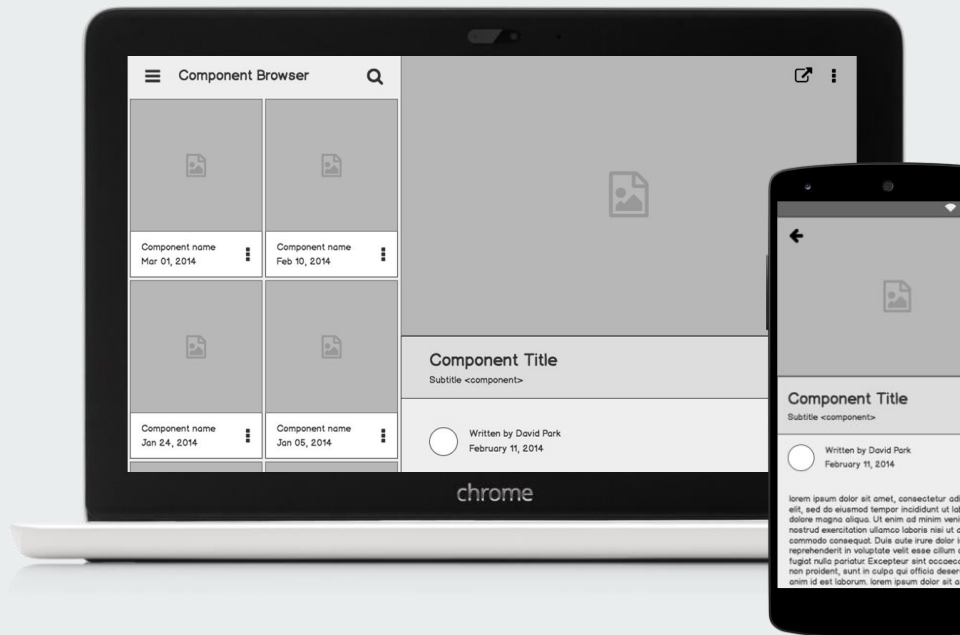 Component Browser
Component name
Mar 01, 2014
Component name
Feb 10, 2014
Component name
Jan 24, 2014
Component name
Jan 05, 2014
Component Title
Subtitle <component>
Written by David Park
February 11, 2014
chrome
Component Title
Subtitle <component>
Written by David Park
February 11, 2014
lorem ipsum dolor sit amet, consectetur
elit, sed do eiusmod tempor incididunt ut
dolore magna aliqua. Ut enim ad minim
nostrud exercitation ullamco laboris nisi ut
commodo consequat. Duis aute irure dolor
reprehenderit in voluptate velit esse cillum
fugiat nulla pariatur. Excepteur sint
non proident, sunt in culpa qui officia
anim id est laborum. lorem ipsum dolor sit